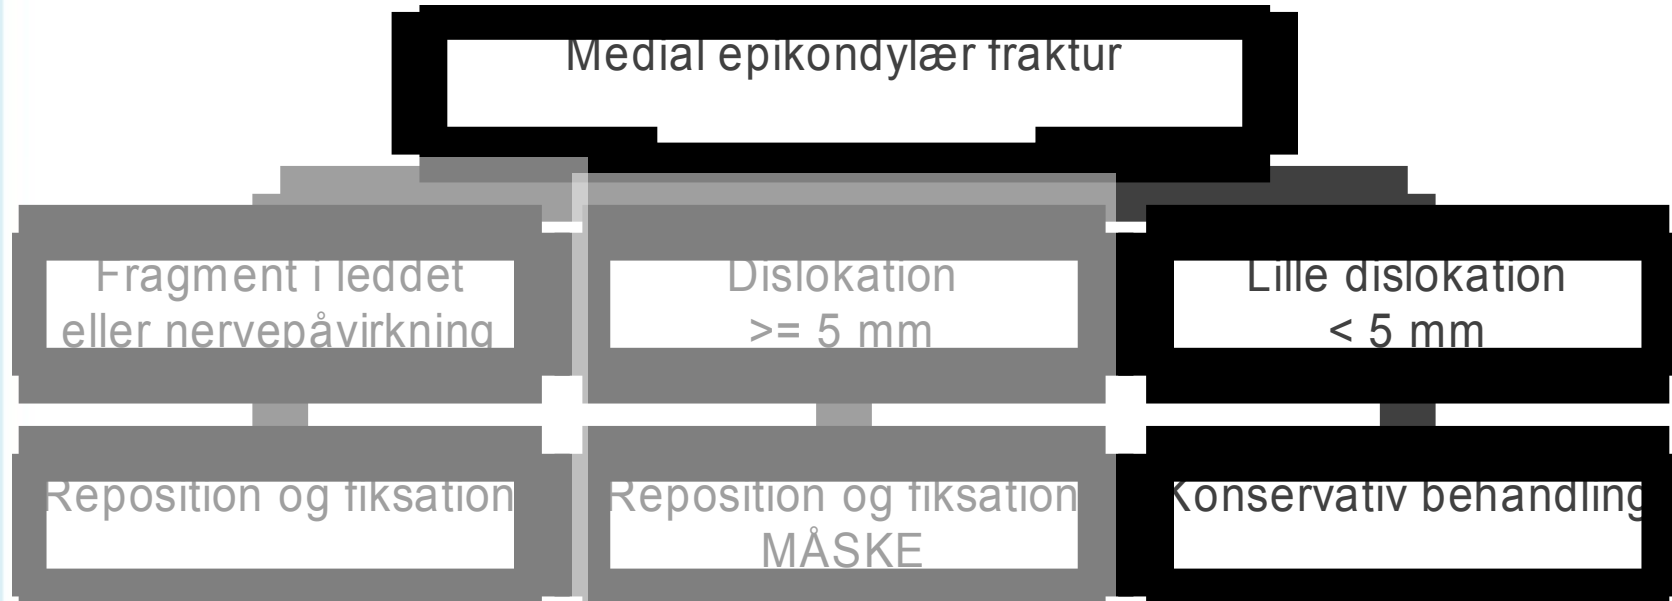 Medial epikondylær fraktur
Fragment i leddet
eller nervepåvirkning
Dislokation
>= 5 mm
Lille dislokation
< 5 mm
Reposition og fiksation
Reposition og fiksation
MÅSKE
Konservativ behandling